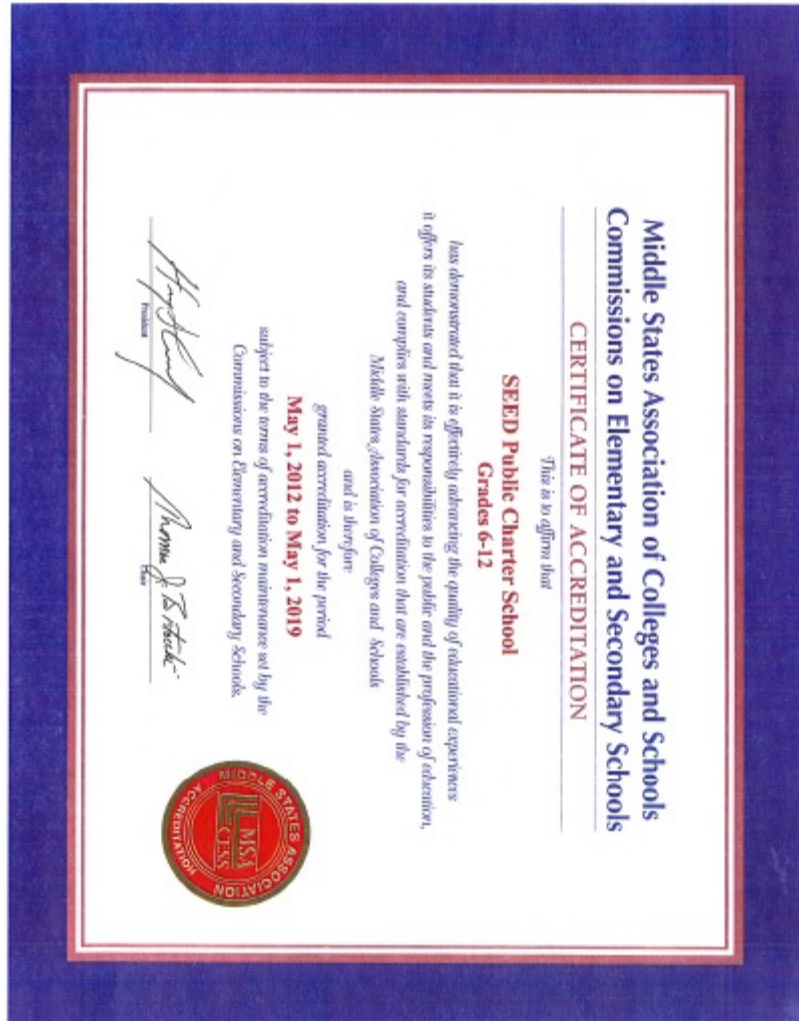 Middle States Association of Colleges and Schools
Commissions on Elementary and Secondary Schools
CERTIFICATE OF ACCREDITATION
This is to affirm that
SEED Public Charter School
Grades 6-12
has demonstrated that it is effectively advancing the quality of educational experiences
it offers its students and meets its responsibilities to the public and the profession of education,
and complies with standards for accreditation that are established by the
Middle States Association of Colleges and Schools
and is therefore
granted accreditation for the period
May 1, 2012 to May 1, 2019
subject to the terms of accreditation maintenance set by the
Commissions on Elementary and Secondary Schools.
President
Chair
MIDDLE STATES ASSOCIATION
MSA
CESS
ACCREDITATION